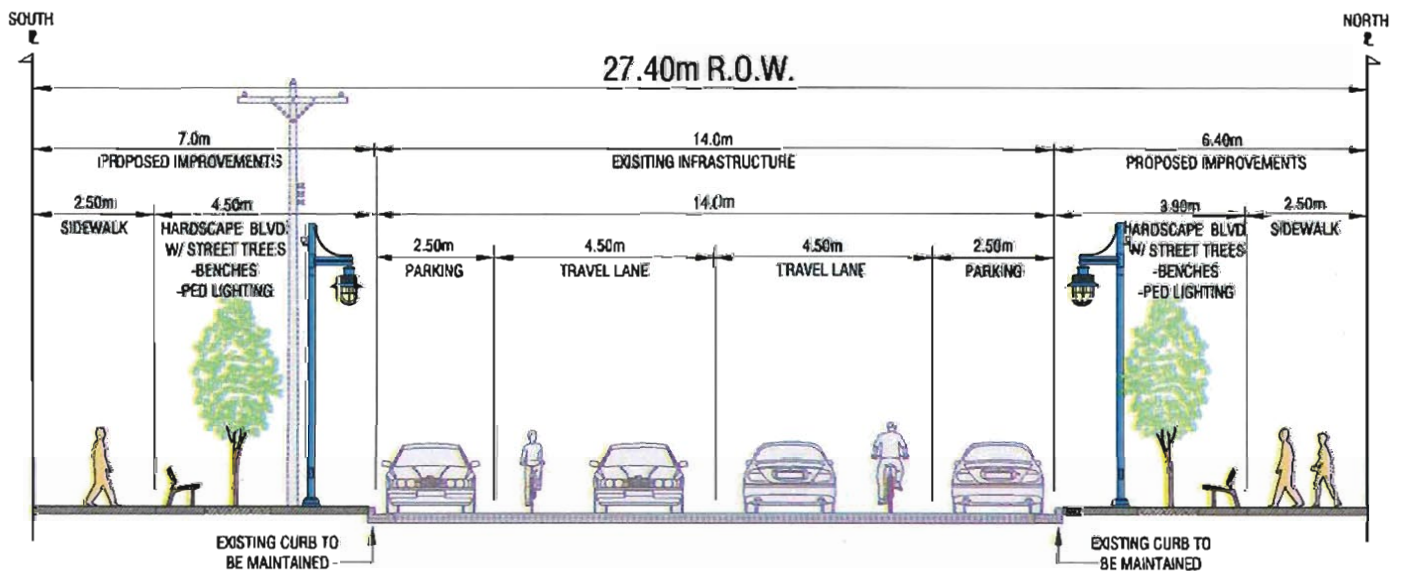 SOUTH
NORTH
27.40m R.O.W.
7.0m
14.0m
6.40m
PROPOSED IMPROVEMENTS
EXISITING INFRASTRUCTURE
PROPOSED IMPROVEMENTS
2.50m
4.50m
14.0m
3.90m
2.50m
SIDEWALK
HARDSCAPE BLVD
W/ STREET TREES
-BENCHES
-PED LIGHTING
2.50m
4.50m
4.50m
2.50m
PARKING
TRAVEL LANE
TRAVEL LANE
PARKING
HARDSCAPE BLVD
W/ STREET TREES
-BENCHES
-PED LIGHTING
SIDEWALK
EXISTING CURB TO
BE MAINTAINED
EXISTING CURB TO
BE MAINTAINED